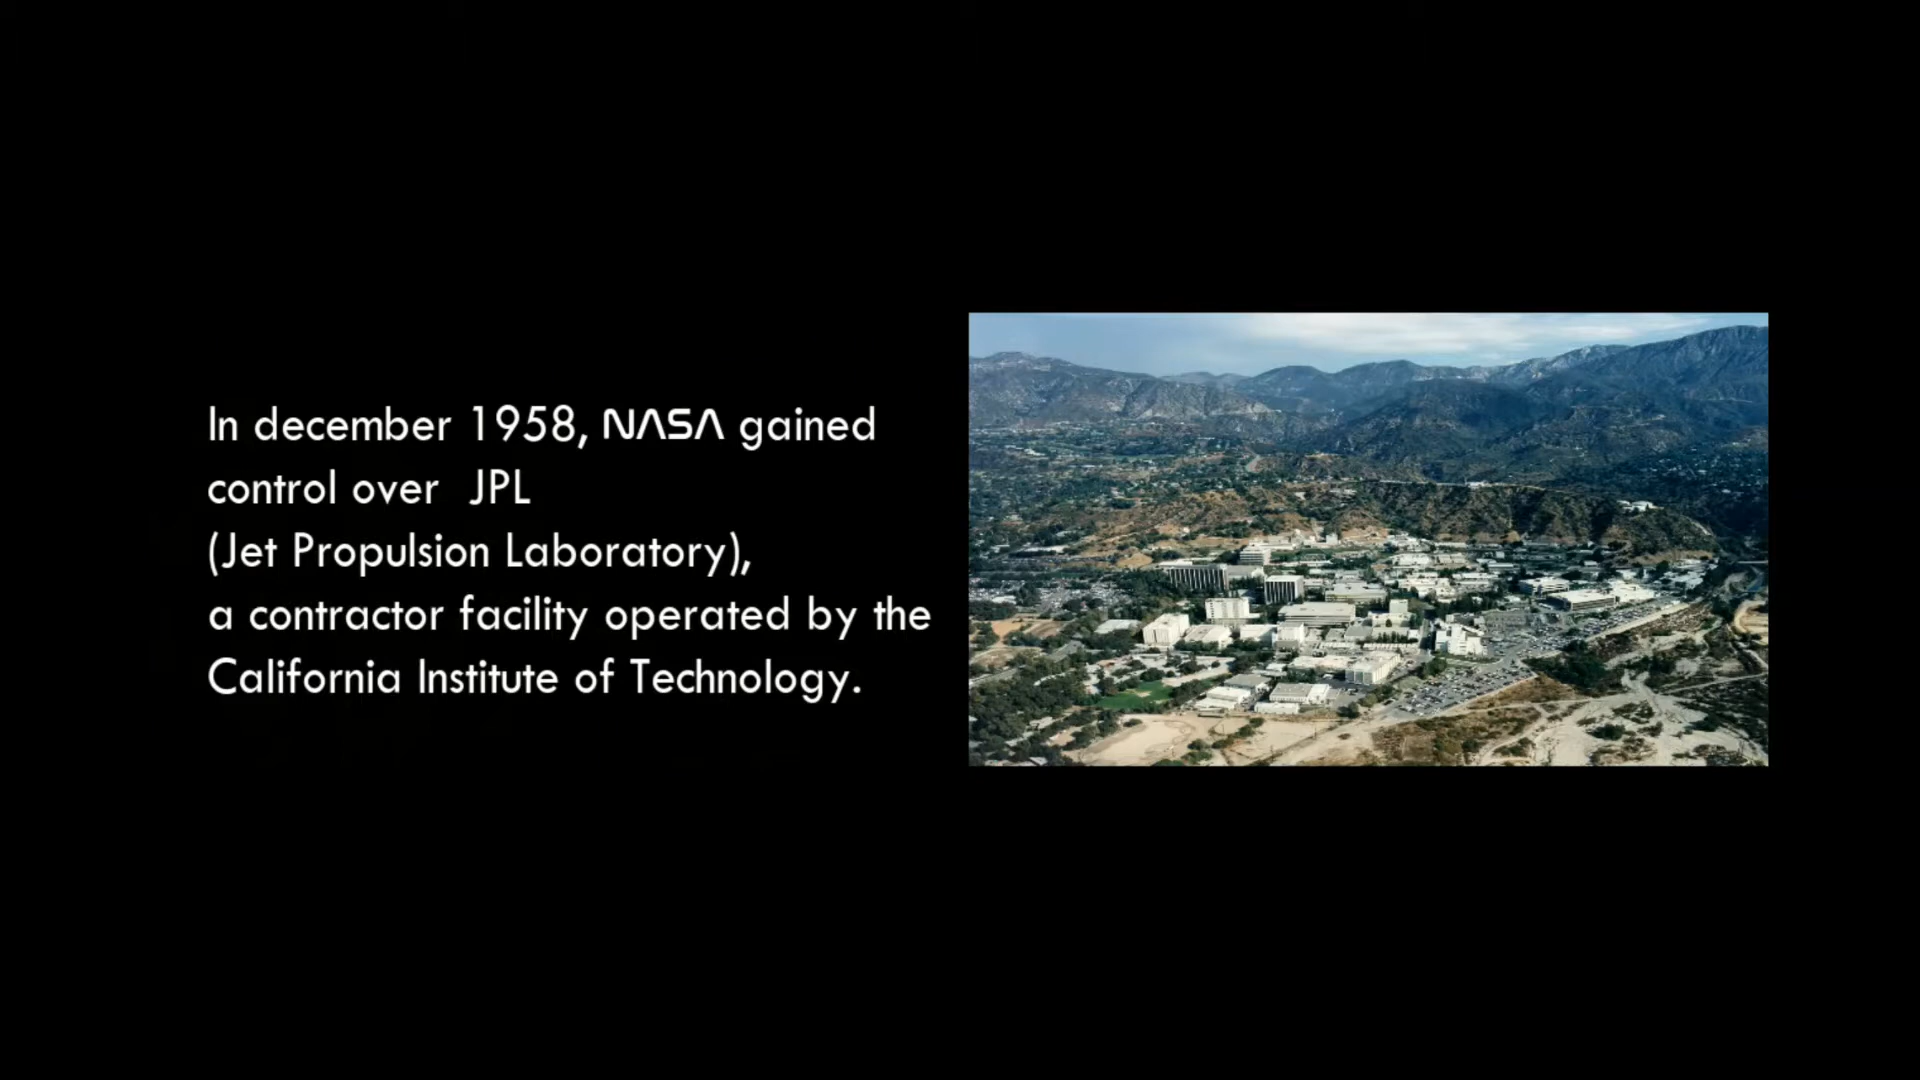 In december 1958, NASA gained
control over  JPL
(Jet Propulsion Laboratory),
a contractor facility operated by the
California Institute of Technology.